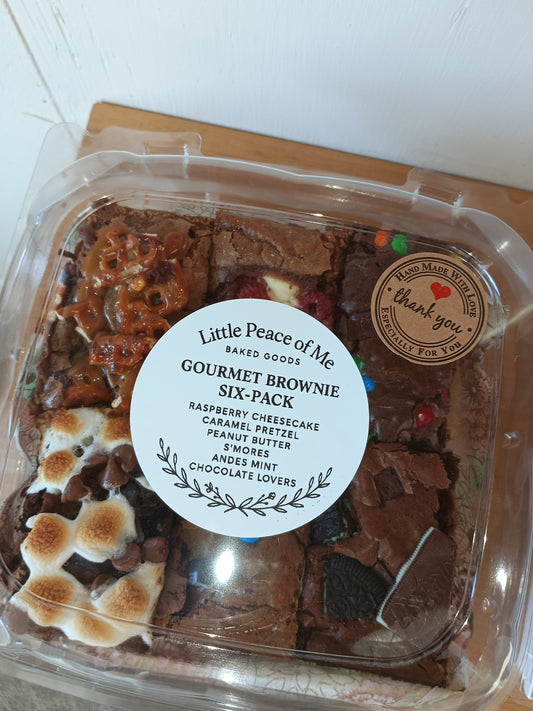 HAND MADE WITH LOVE
thank you
ESPECIALLY FOR YOU
Little Peace of Me
BAKED GOODS
GOURMET BROWNIE
SIX-PACK
RASPBERRY CHEESECAKE
CARAMEL PRETZEL
PEANUT BUTTER
S'MORES
ANDES MINT
CHOCOLATE LOVERS